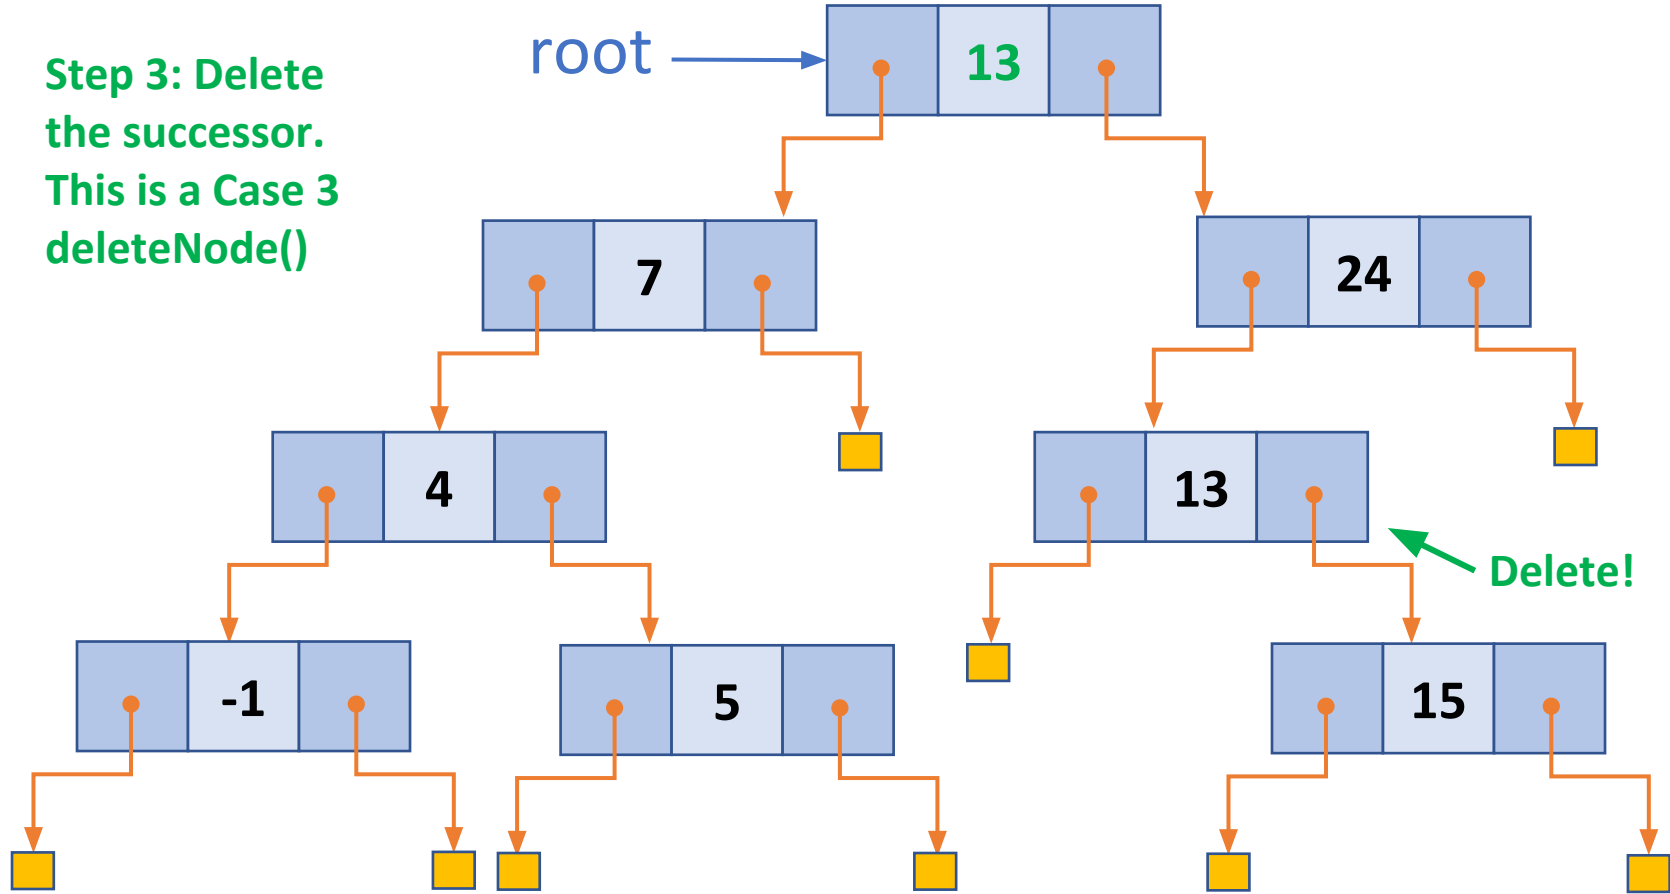 Step 3: Delete
the successor.
This is a Case 3
deleteNode()
root
13
7
24
4
13
Delete!
-1
5
15